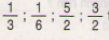 1/3 ; 1/6 ; 5/2 ; 3/2